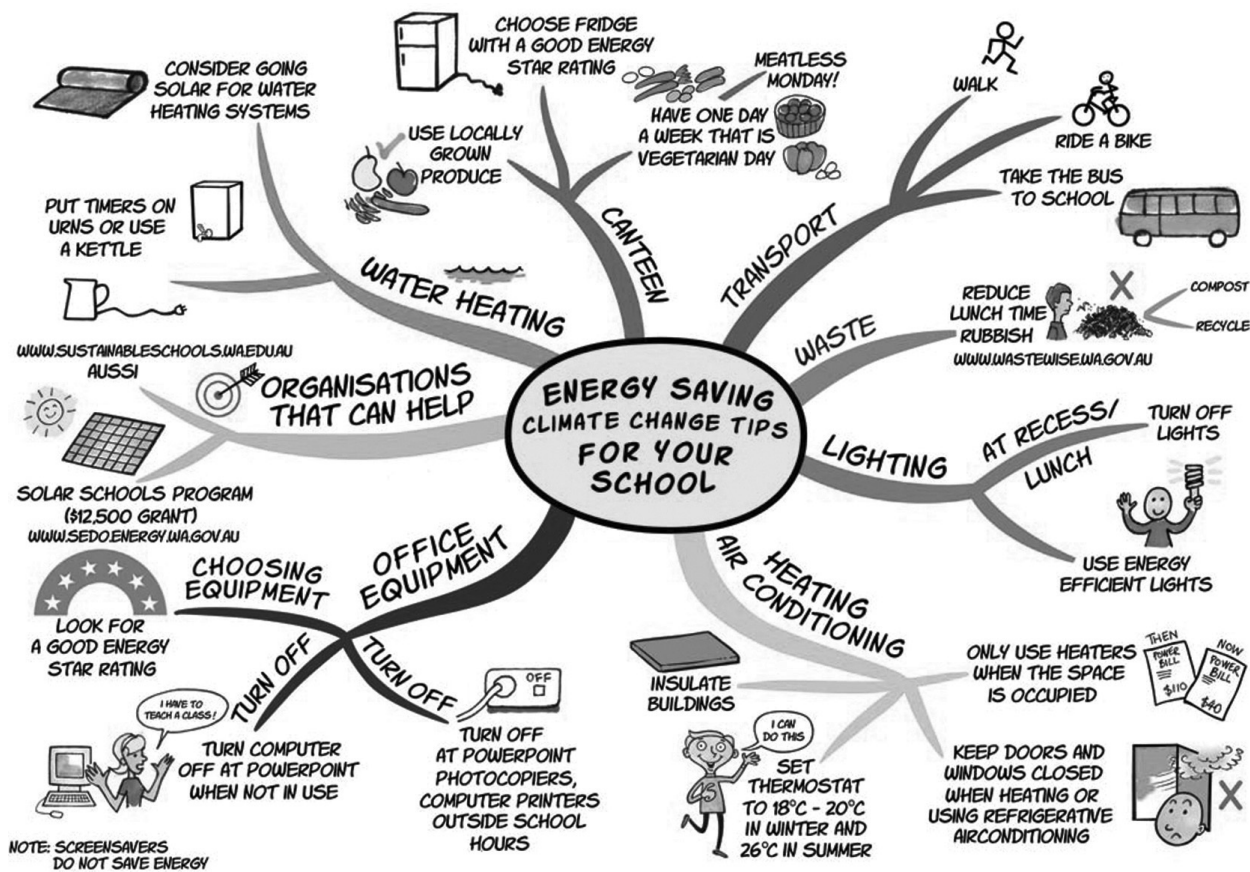 ENERGY SAVING
CLIMATE CHANGE TIPS
FOR YOUR
SCHOOL
CONSIDER GOING
SOLAR FOR WATER
HEATING SYSTEMS
PUT TIMERS ON
URNS OR USE
A KETTLE
WATER HEATING
CHOOSE FRIDGE
WITH A GOOD ENERGY
STAR RATING
USE LOCALLY
GROWN
PRODUCE
MEATLESS
MONDAY!
HAVE ONE DAY
A WEEK THAT IS
VEGETARIAN DAY
CANTEEN
TRANSPORT
WALK
RIDE A BIKE
TAKE THE BUS
TO SCHOOL
WASTE
REDUCE
LUNCH TIME
RUBBISH
WWW.WASTEWISE.WA.GOV.AU
COMPOST
RECYCLE
LIGHTING
AT RECESS/
LUNCH
TURN OFF
LIGHTS
USE ENERGY
EFFICIENT LIGHTS
HEATING
AIR CONDITIONING
ONLY USE HEATERS
WHEN THE SPACE
IS OCCUPIED
THEN
POWER
BILL
$110
NOW
POWER
BILL
$40
KEEP DOORS AND
WINDOWS CLOSED
WHEN HEATING OR
USING REFRIGERATIVE
AIRCONDITIONING
INSULATE
BUILDINGS
I CAN
DO THIS
SET
THERMOSTAT
TO 18°C - 20°C
IN WINTER AND
26°C IN SUMMER
OFFICE
EQUIPMENT
CHOOSING
EQUIPMENT
LOOK FOR
A GOOD ENERGY
STAR RATING
TURN OFF
I HAVE TO
TEACH A CLASS!
TURN COMPUTER
OFF AT POWERPOINT
WHEN NOT IN USE
NOTE: SCREENSAVERS
DO NOT SAVE ENERGY
TURN OFF
OFF
TURN OFF
AT POWERPOINT
PHOTOCOPIERS,
COMPUTER PRINTERS
OUTSIDE SCHOOL
HOURS
ORGANISATIONS
THAT CAN HELP
WWW.SUSTAINABLESCHOOLS.WA.EDU.AU
AUSSI
SOLAR SCHOOLS PROGRAM
($12,500 GRANT)
WWW.SEDO.ENERGY.WA.GOV.AU